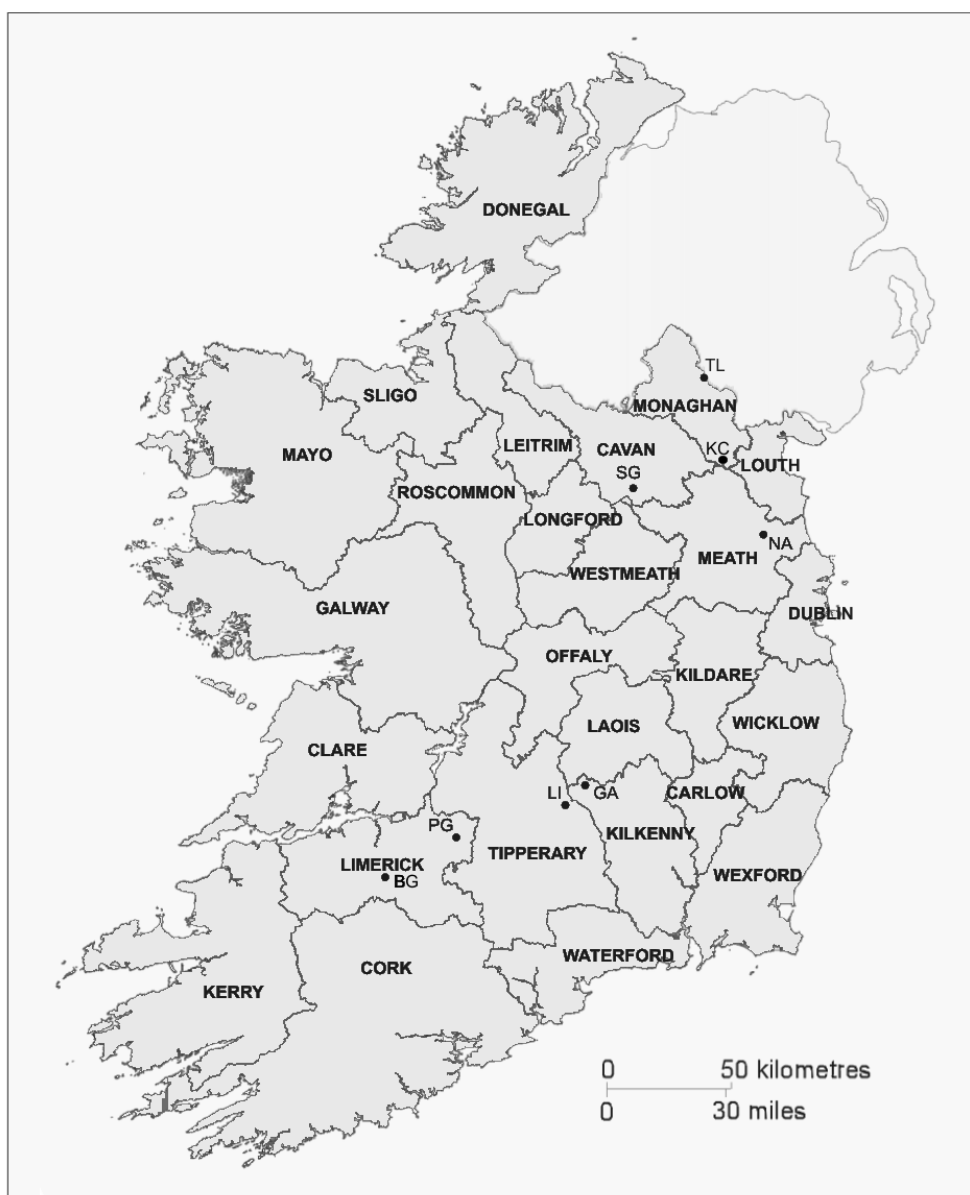 DONEGAL
TL
SLIGO
MONAGHAN
LEITRIM
CAVAN
KC
LOUTH
MAYO
SG
ROSCOMMON
LONGFORD
NA
MEATH
WESTMEATH
GALWAY
DUBLIN
OFFALY
KILDARE
LAOIS
WICKLOW
CLARE
LI
GA
CARLOW
PG
KILKENNY
TIPPERARY
LIMERICK
BG
WEXFORD
WATERFORD
CORK
KERRY
0 50 kilometres
0 30 miles